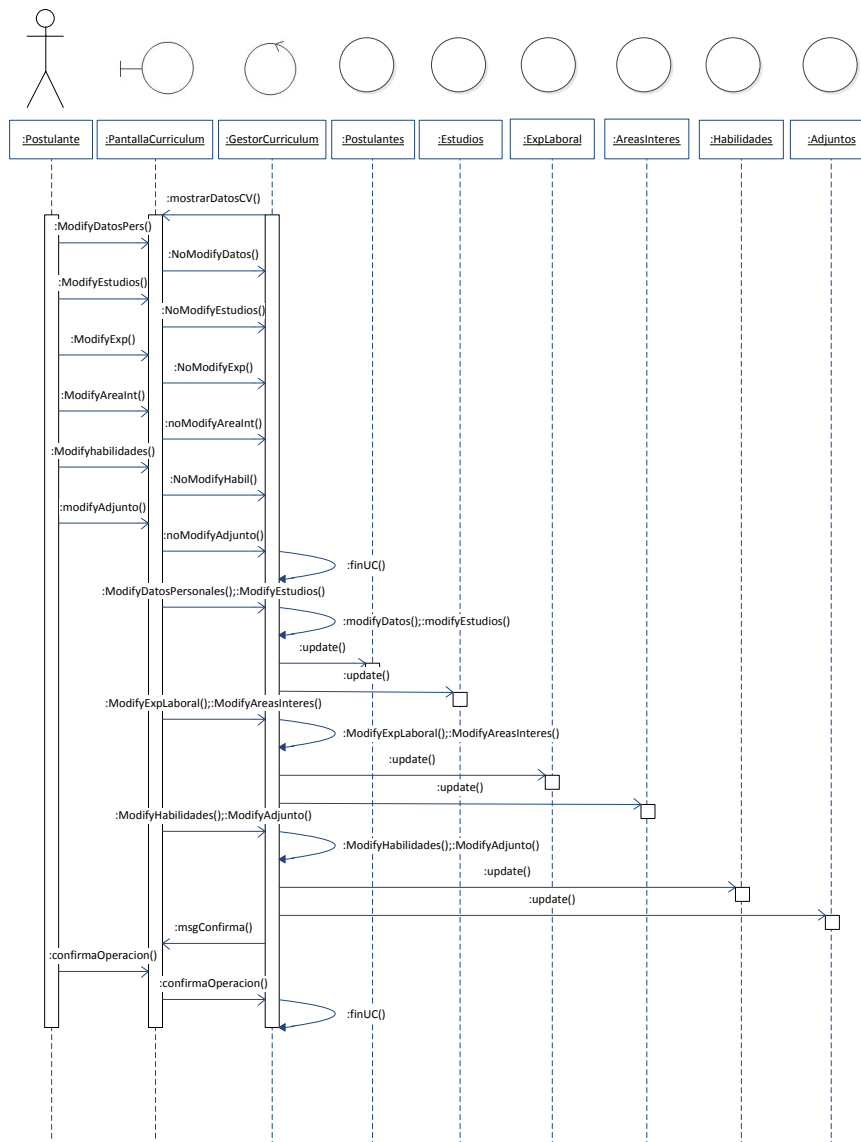 :Postulante
:PantallaCurriculum
:GestorCurriculum
:Postulantes
:Estudios
:ExpLaboral
:AreasInteres
:Habilidades
:Adjuntos
:mostrarDatosCV()
:ModifyDatosPers()
:NoModifyDatos()
:ModifyEstudios()
:NoModifyEstudios()
:ModifyExp()
:NoModifyExp()
:ModifyAreaInt()
:noModifyAreaInt()
:Modifyhabilidades()
:NoModifyHabil()
:modifyAdjunto()
:noModifyAdjunto()
:finUC()
:ModifyDatosPersonales();:ModifyEstudios()
:modifyDatos();:modifyEstudios()
:update()
:update()
:ModifyExpLaboral();:ModifyAreasInteres()
:ModifyExpLaboral();:ModifyAreasInteres()
:update()
:update()
:ModifyHabilidades();:ModifyAdjunto()
:ModifyHabilidades();:ModifyAdjunto()
:update()
:update()
:msgConfirma()
:confirmaOperacion()
:confirmaOperacion()
:finUC()